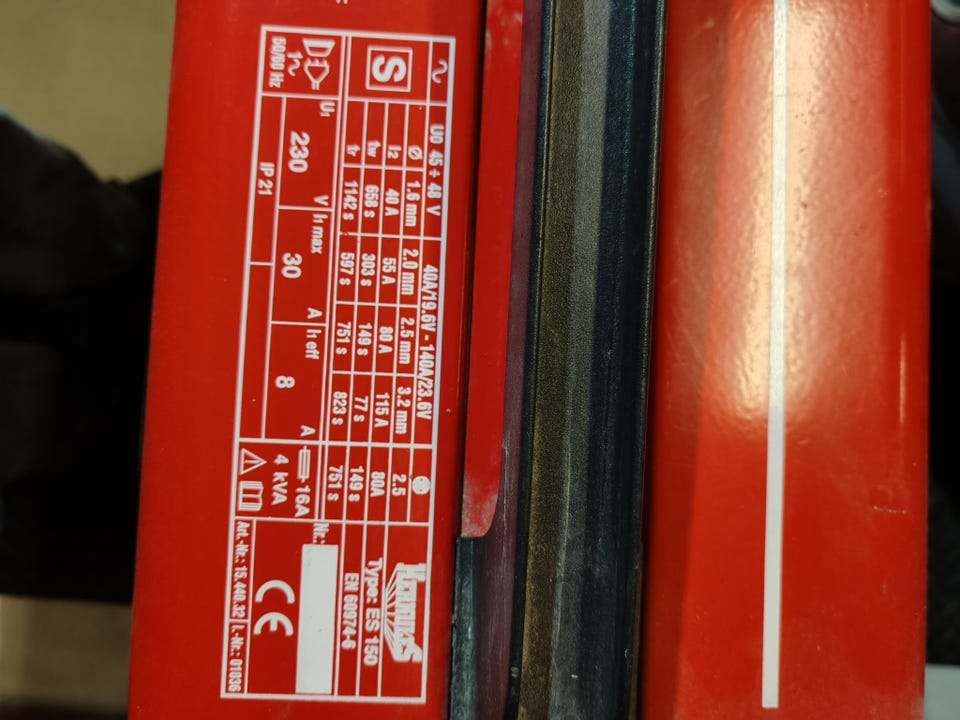 U0 45 ÷ 48 V 40A/19.6V - 140A/23.6V
S
Ø 1.6 mm 2.0 mm 2.5 mm 3.2 mm 2.5
I2 40 A 55 A 80 A 115 A 80A
tw 658 s 303 s 149 s 77 s 149 s
tr 1142 s 597 s 751 s 823 s 751 s
1~
50/60 Hz
U1 230 V I1 max 30 A I1 eff 8 A 16A
4 kVA
IP 21
HERKULES
Type: ES 150
EN 60974-6
Nr.:
CE
Art.-Nr.: 15.440.32 I.-Nr.: 01036